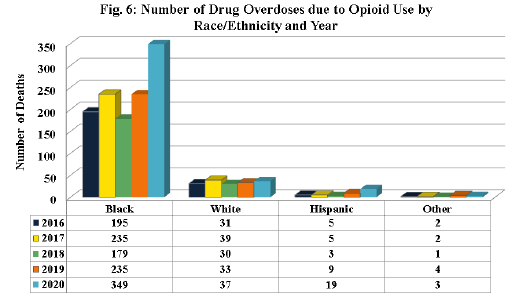 Fig. 6: Number of Drug Overdoses due to Opioid Use by
Race/Ethnicity and Year
Number of Deaths
350
300
250
200
150
100
50
0
Black White Hispanic Other
2016 195 31 5 2
2017 235 39 5 2
2018 179 30 3 1
2019 235 33 9 4
2020 349 37 19 3